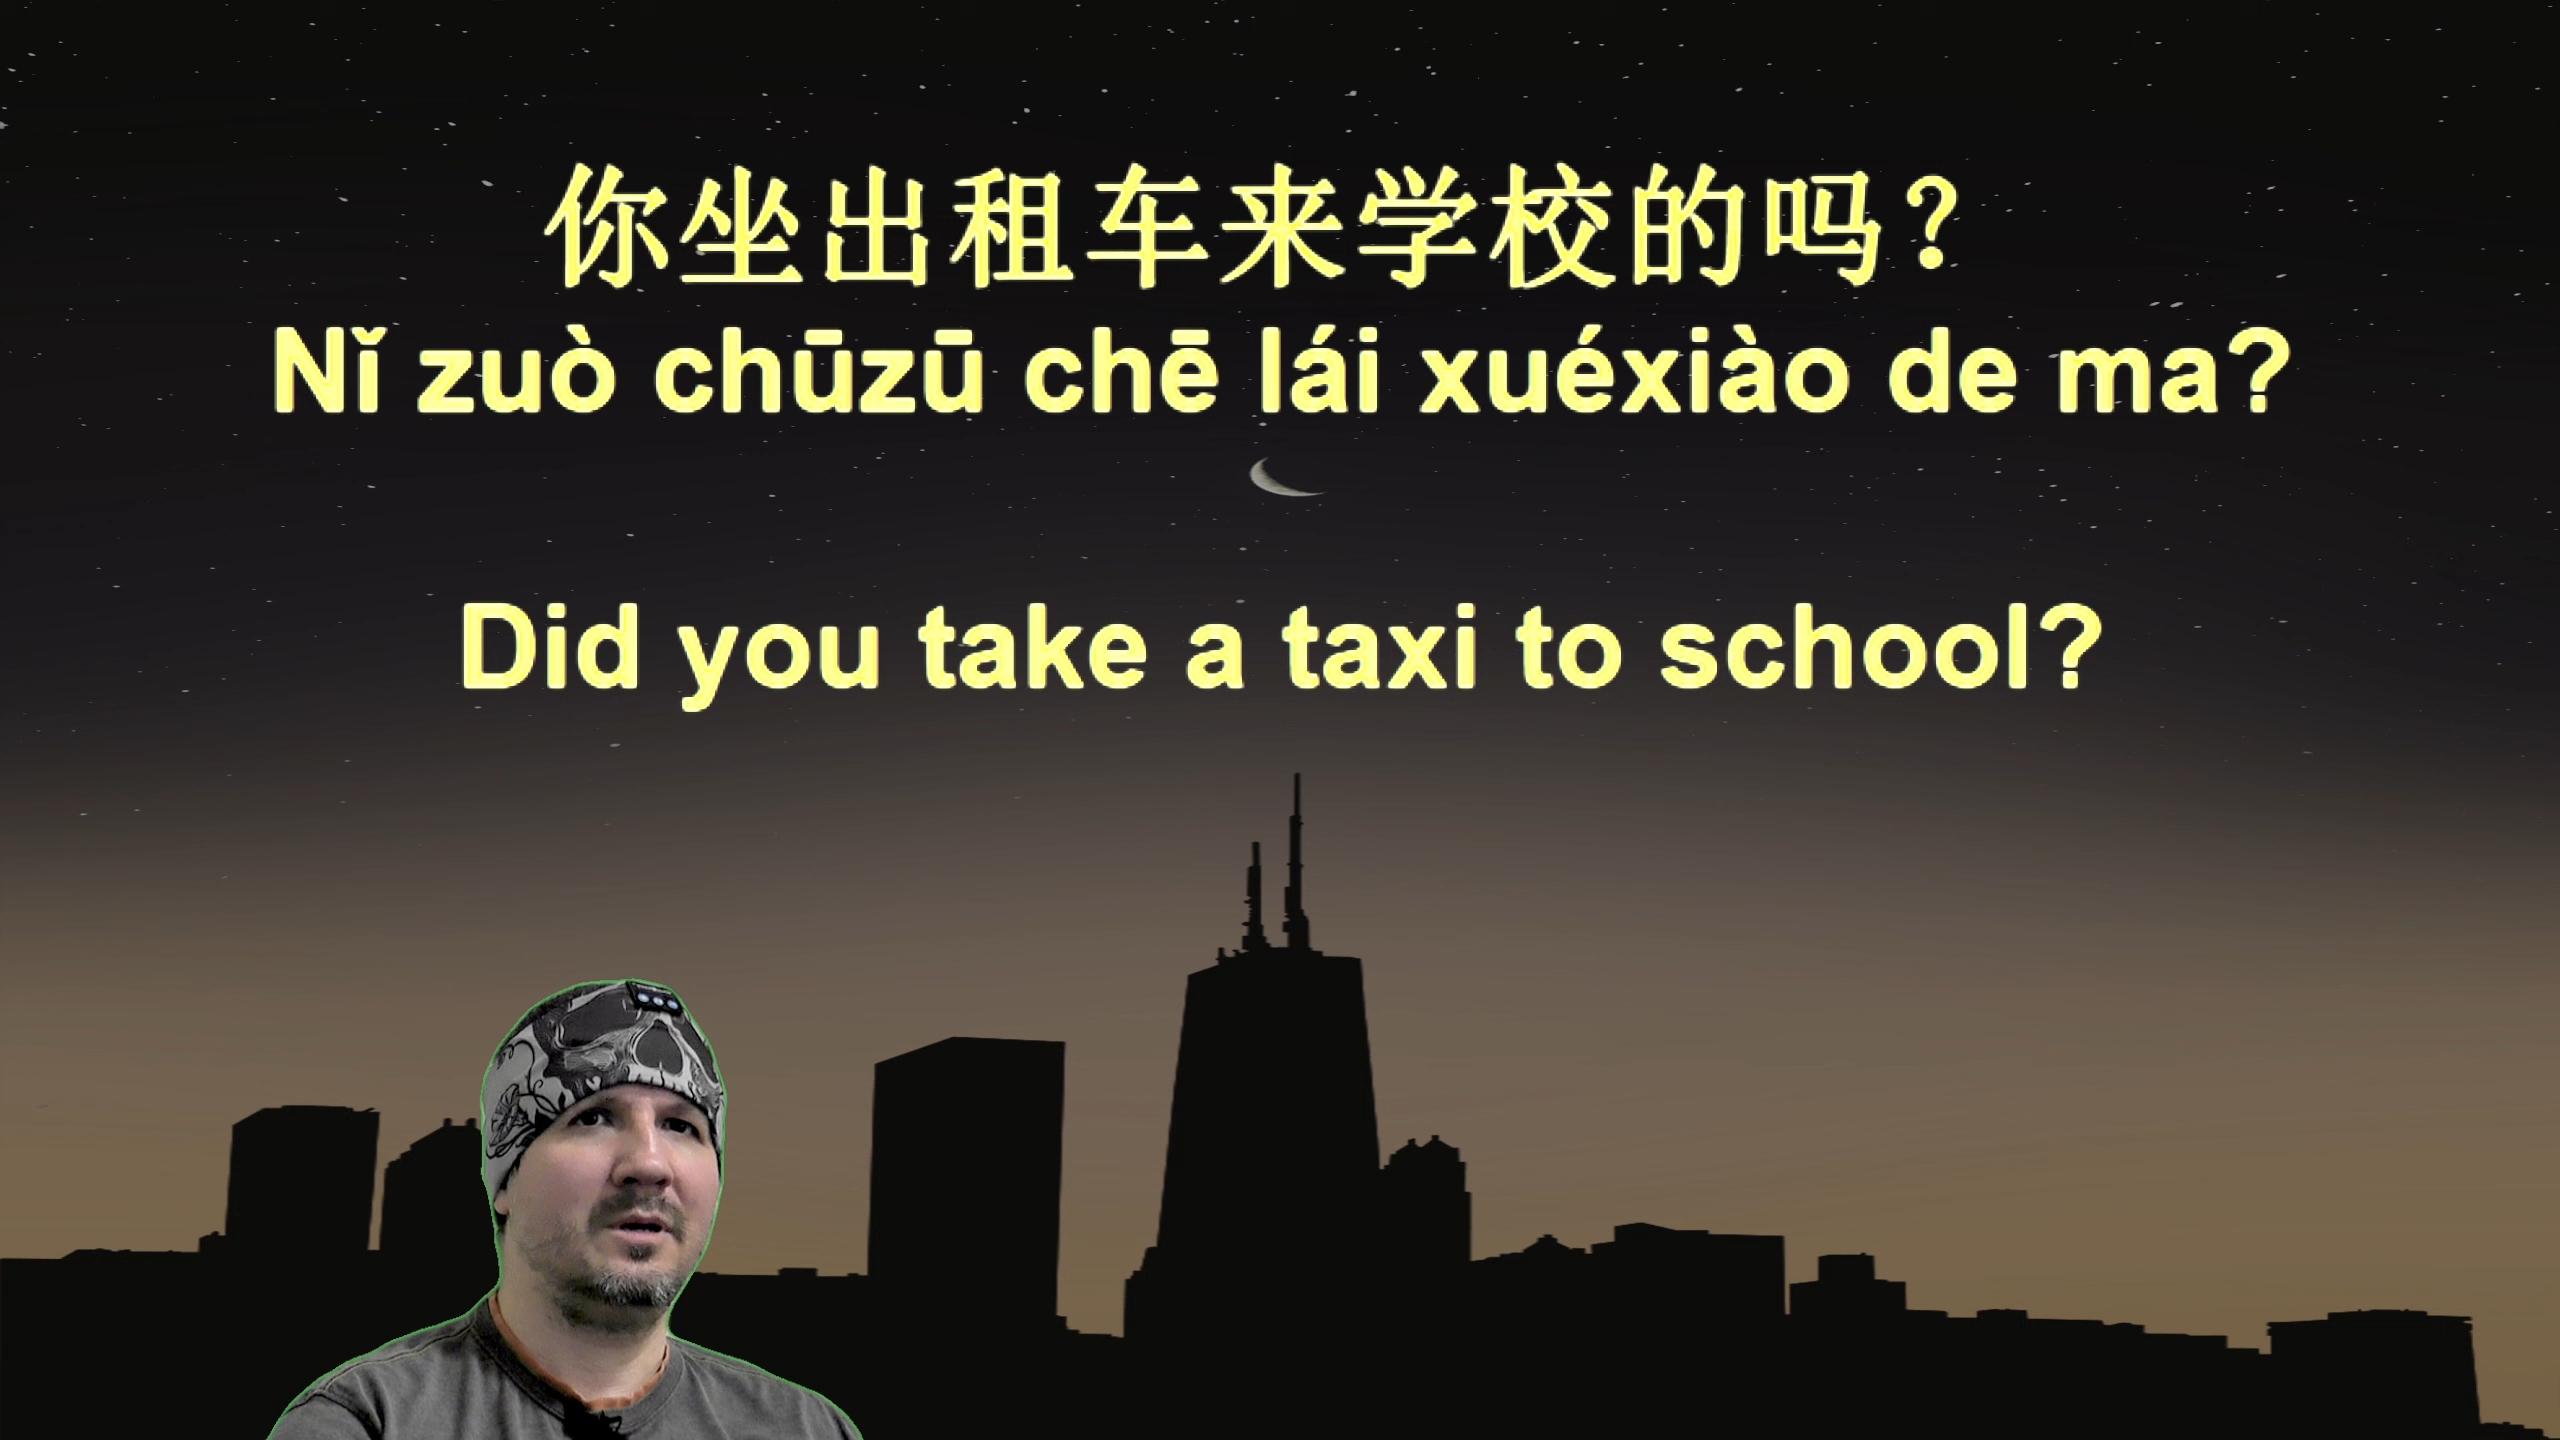 你坐出租车来学校的吗？
Nǐ zuò chūzū chē lái xuéxiào de ma?
Did you take a taxi to school?